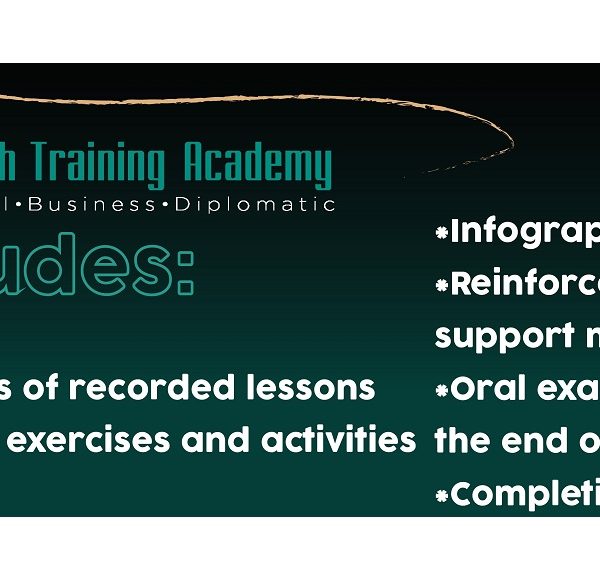 h Training Academy
l•Business•Diplomatic
udes:
s of recorded lessons
exercises and activities
*Infograp
*Reinforc
support
*Oral exa
the end o
*Completi